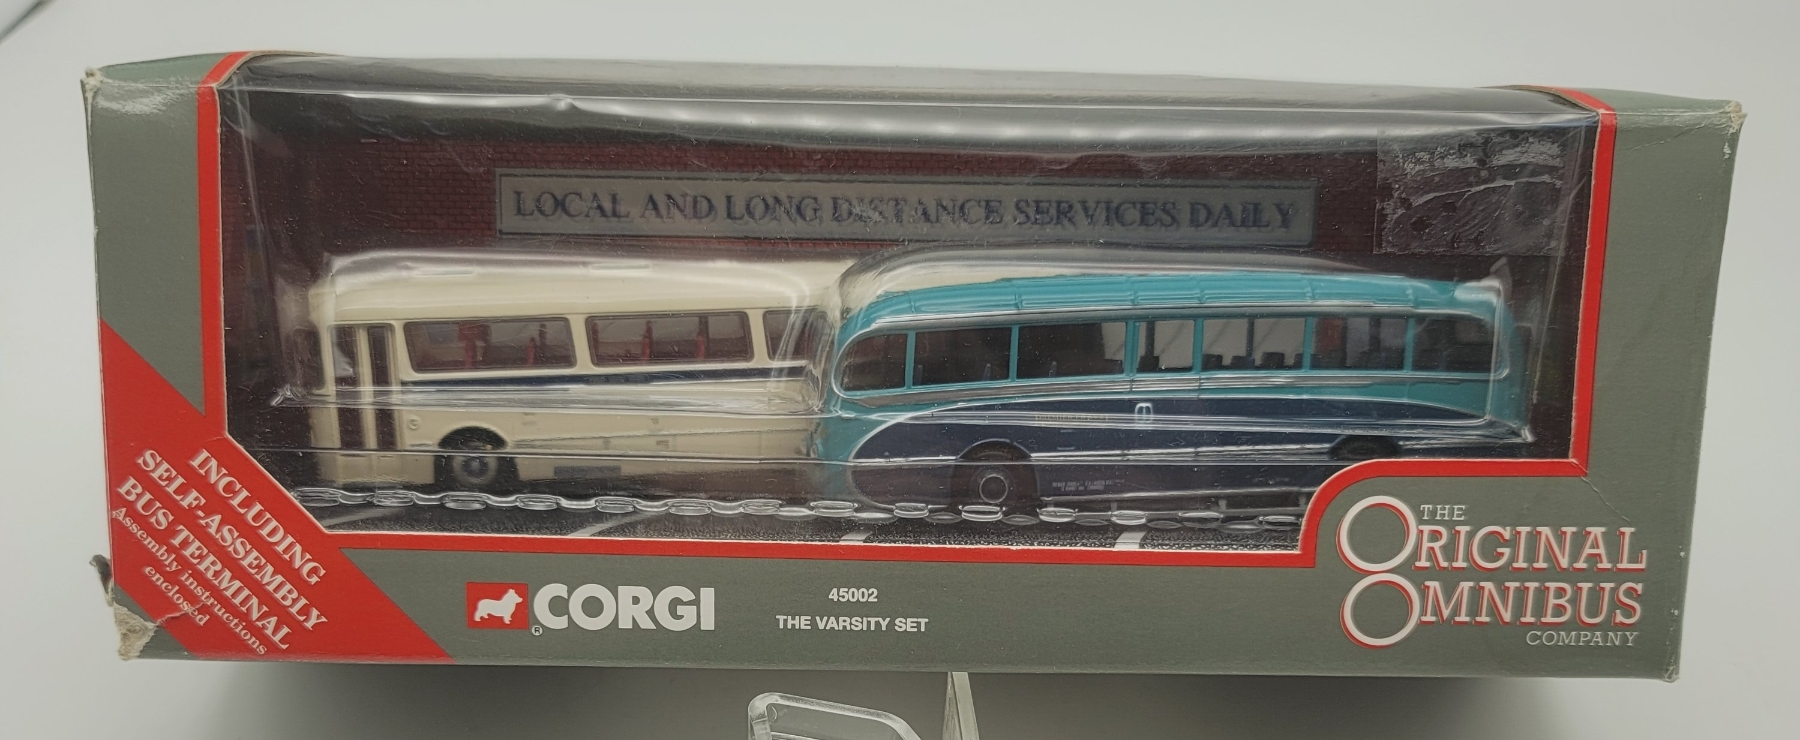 LOCAL AND LONG DISTANCE SERVICES DAILY
3
INCLUDING
SELF-ASSEMBLY
BUS TERMINAL
Assembly instructions
enclosed
CORGI
®
45002
THE VARSITY SET
THE
ORIGINAL
OMNIBUS
COMPANY